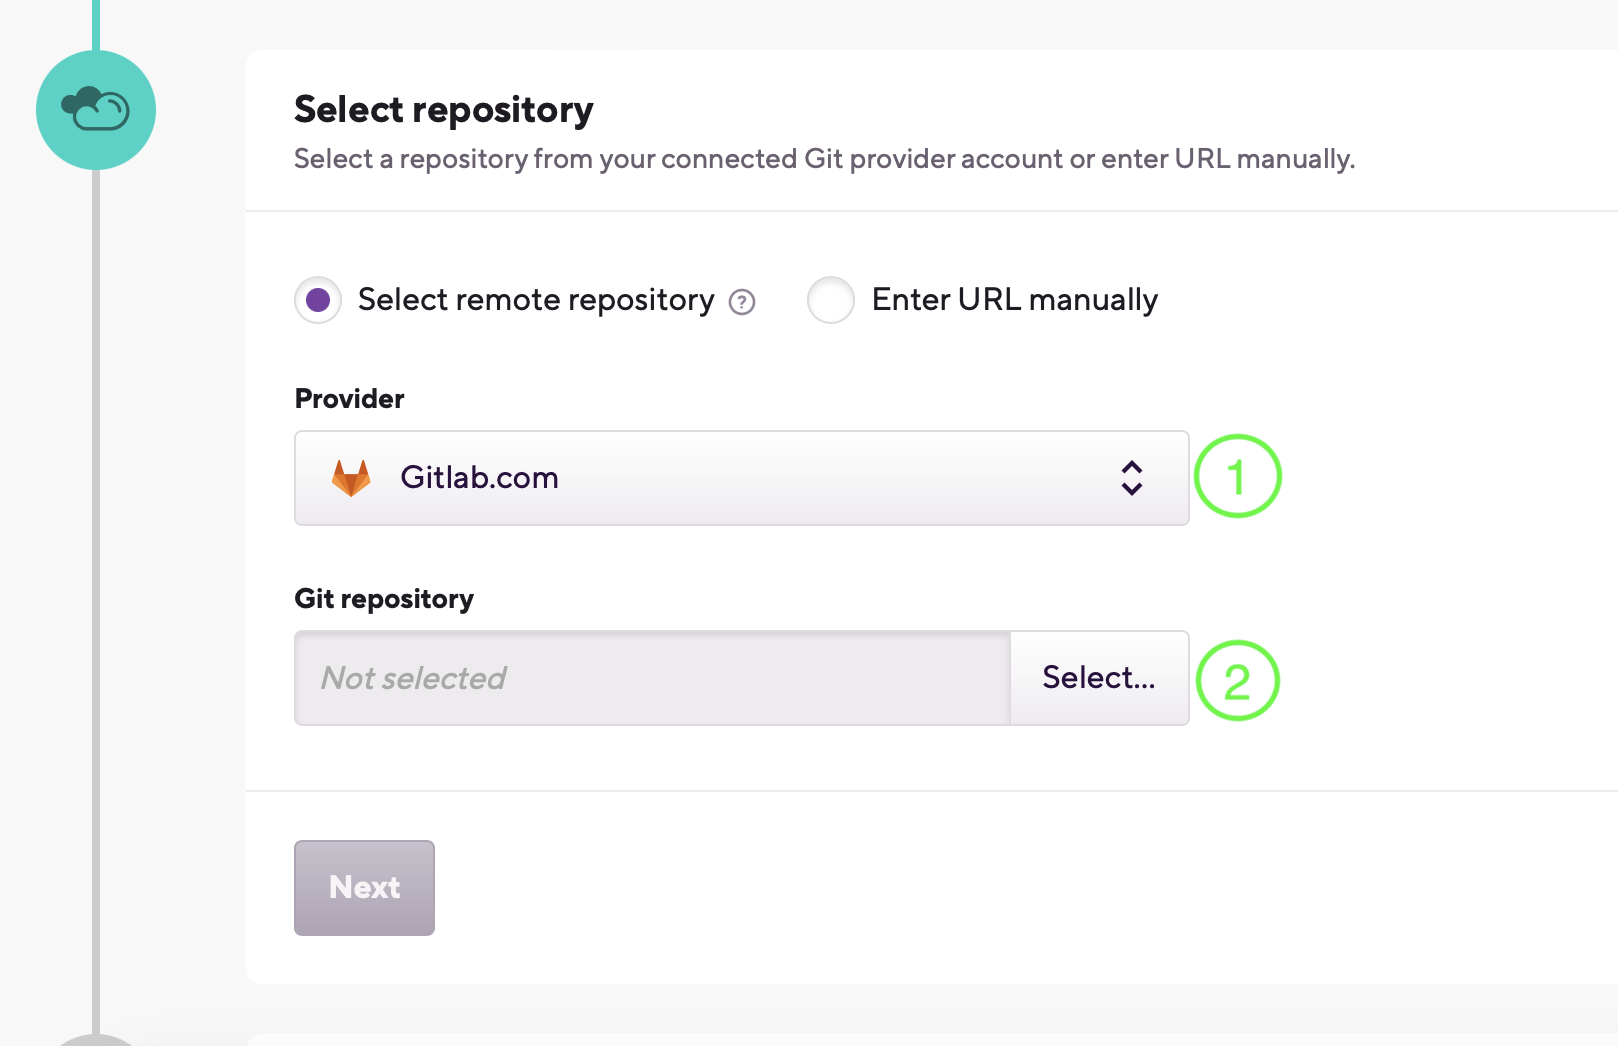 Select repository
Select a repository from your connected Git provider account or enter URL manually.
Select remote repository ? Enter URL manually
Provider
Gitlab.com 1
Git repository
Not selected Select... 2
Next